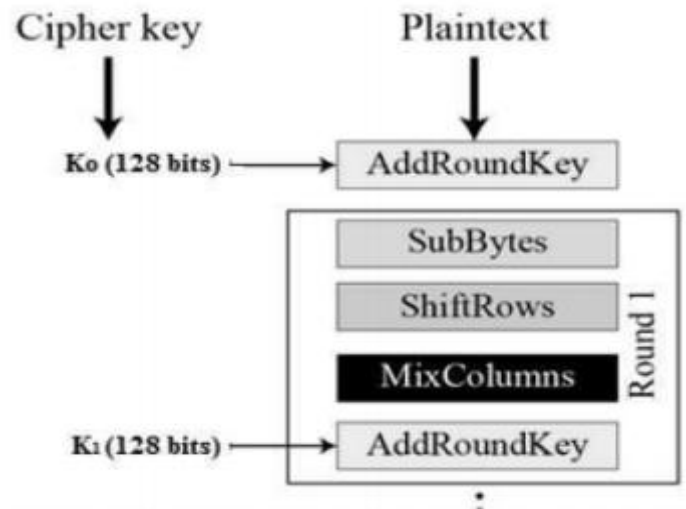 Cipher key
Plaintext
K₀ (128 bits)
AddRoundKey
SubBytes
ShiftRows
MixColumns
Round 1
K₁ (128 bits)
AddRoundKey